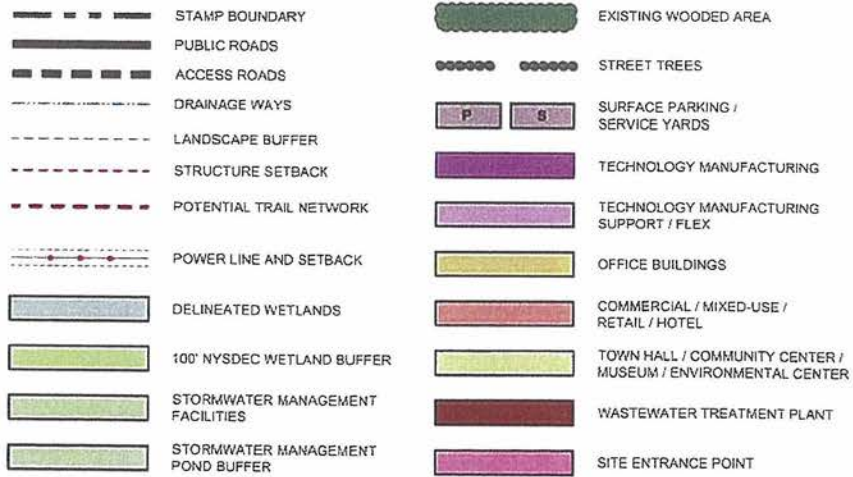 STAMP BOUNDARY
PUBLIC ROADS
ACCESS ROADS
DRAINAGE WAYS
LANDSCAPE BUFFER
STRUCTURE SETBACK
POTENTIAL TRAIL NETWORK
POWER LINE AND SETBACK
DELINEATED WETLANDS
100' NYSDEC WETLAND BUFFER
STORMWATER MANAGEMENT
FACILITIES
STORMWATER MANAGEMENT
POND BUFFER
EXISTING WOODED AREA
STREET TREES
P S
SURFACE PARKING /
SERVICE YARDS
TECHNOLOGY MANUFACTURING
TECHNOLOGY MANUFACTURING
SUPPORT / FLEX
OFFICE BUILDINGS
COMMERCIAL / MIXED-USE /
RETAIL / HOTEL
TOWN HALL / COMMUNITY CENTER /
MUSEUM / ENVIRONMENTAL CENTER
WASTEWATER TREATMENT PLANT
SITE ENTRANCE POINT